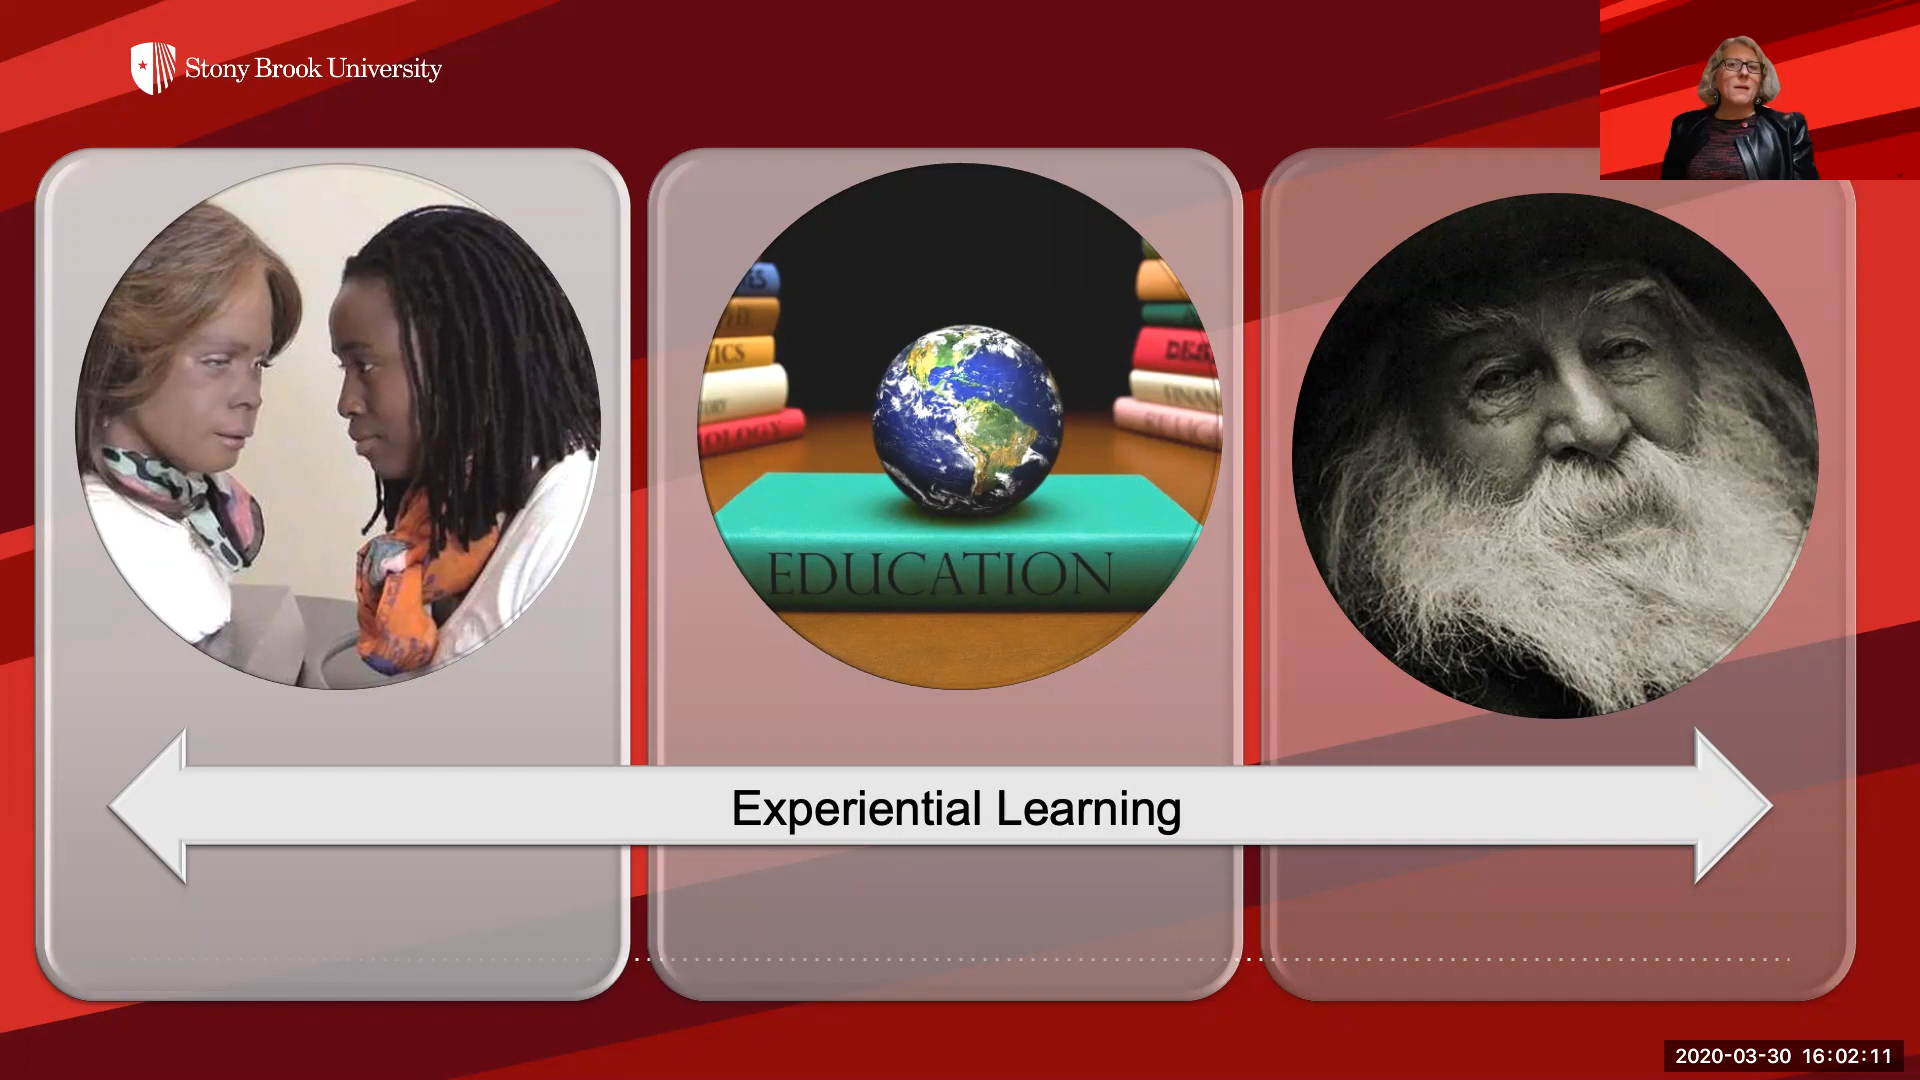 Stony Brook University
EDUCATION
Experiential Learning
2020-03-30 16:02:11